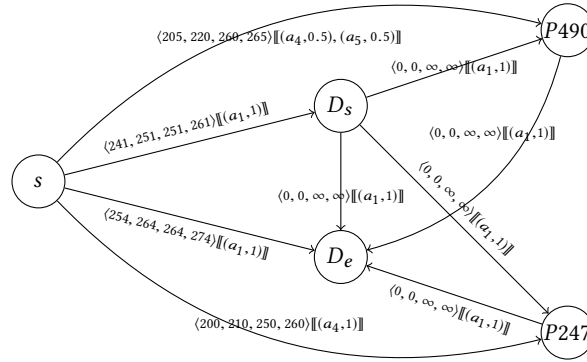 ⟨205, 220, 260, 265⟩⟦(a₄,0.5), (a₅, 0.5)⟧
P490
⟨0, 0, ∞, ∞⟩⟦(a₁,1)⟧
Dₛ
⟨241, 251, 251, 261⟩⟦(a₁,1)⟧
⟨0, 0, ∞, ∞⟩⟦(a₁,1)⟧
s
⟨0, 0, ∞, ∞⟩⟦(a₁,1)⟧
⟨0, 0, ∞, ∞⟩⟦(a₁,1)⟧
⟨254, 264, 264, 274⟩⟦(a₁,1)⟧
Dₑ
⟨0, 0, ∞, ∞⟩⟦(a₁,1)⟧
⟨200, 210, 250, 260⟩⟦(a₄,1)⟧
P247